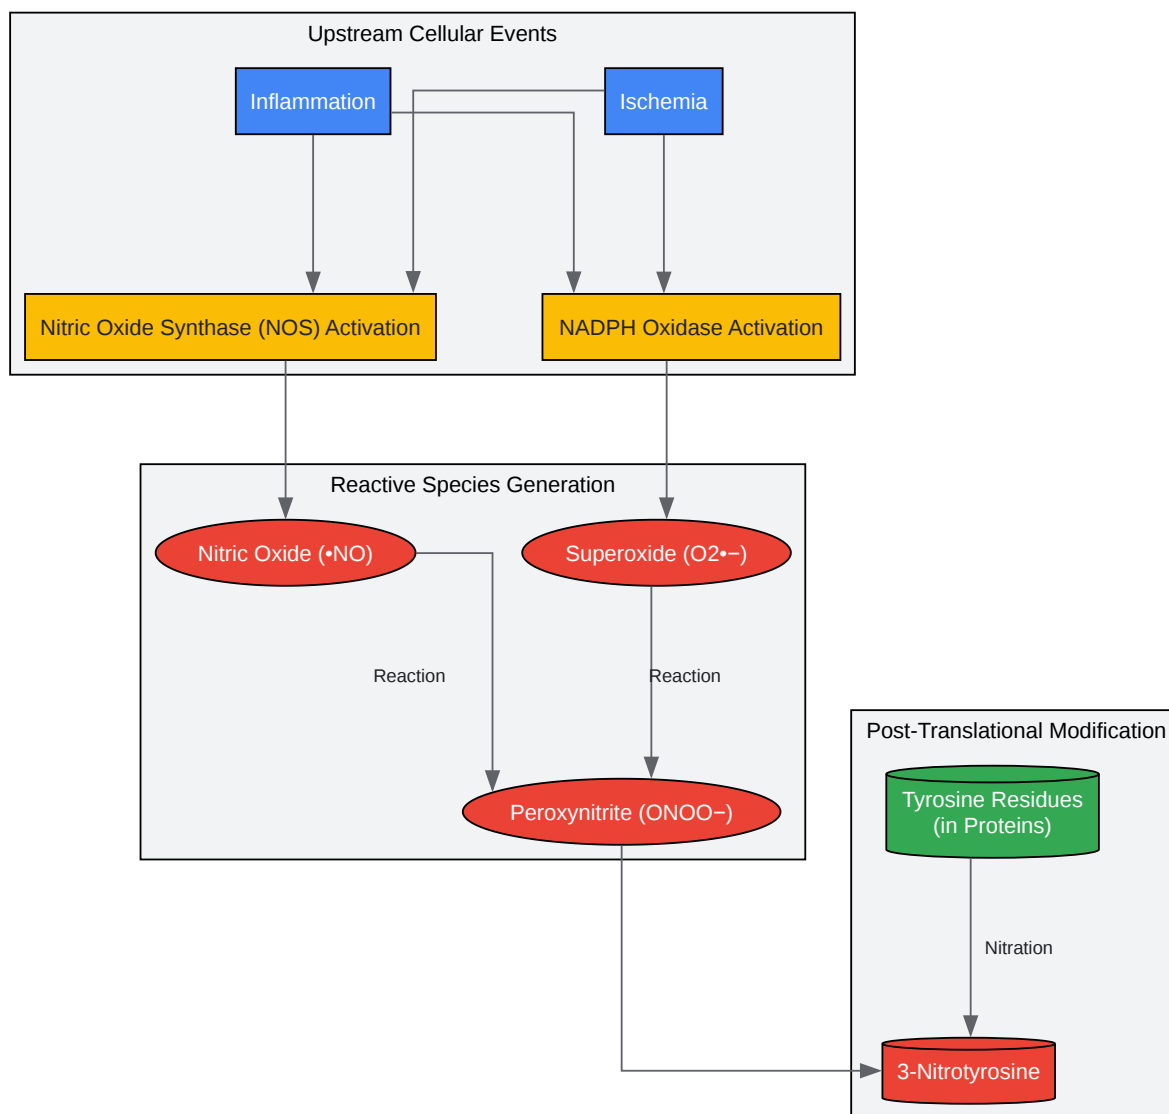 Upstream Cellular Events
Inflammation
Ischemia
Nitric Oxide Synthase (NOS) Activation
NADPH Oxidase Activation
Reactive Species Generation
Nitric Oxide (•NO)
Superoxide (O2•−)
Reaction
Reaction
Peroxynitrite (ONOO−)
Post-Translational Modification
Tyrosine Residues
(in Proteins)
Nitration
3-Nitrotyrosine